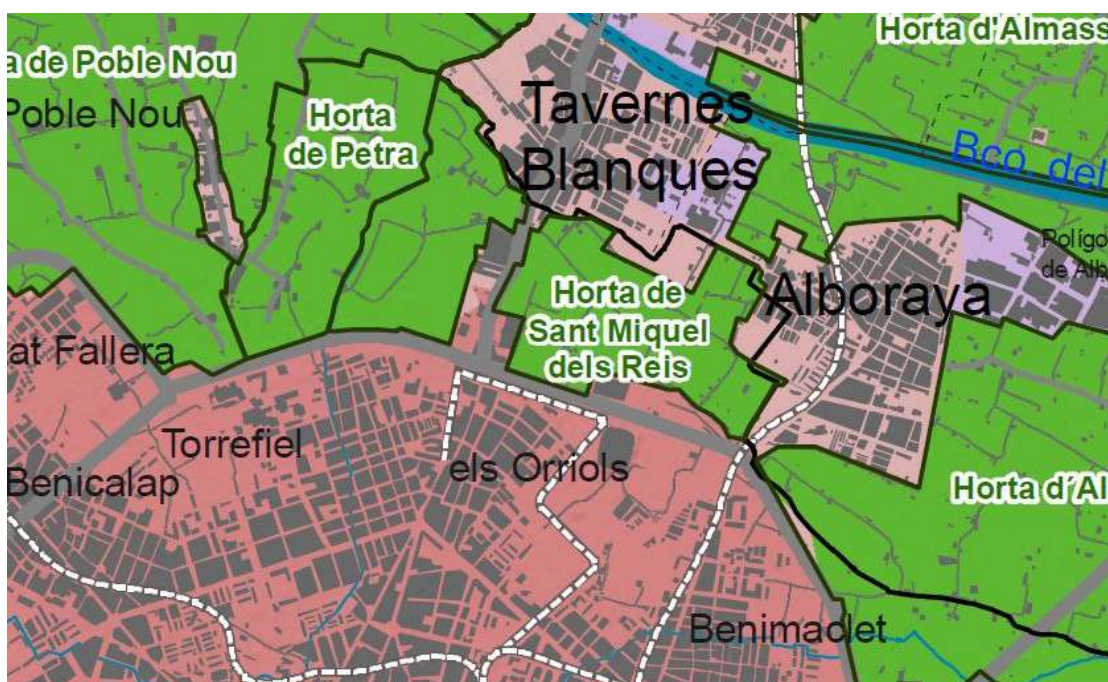 Horta d'Almass
a de Poble Nou
Poble Nou
Horta
de Petra
Tavernes
Blanques
Bco. del
Polígo
de Alb
Horta de
Sant Miquel
dels Reis
Alboraya
at Fallera
Torrefiel
els Orriols
Benicalap
Horta d´Al
Benimaclet